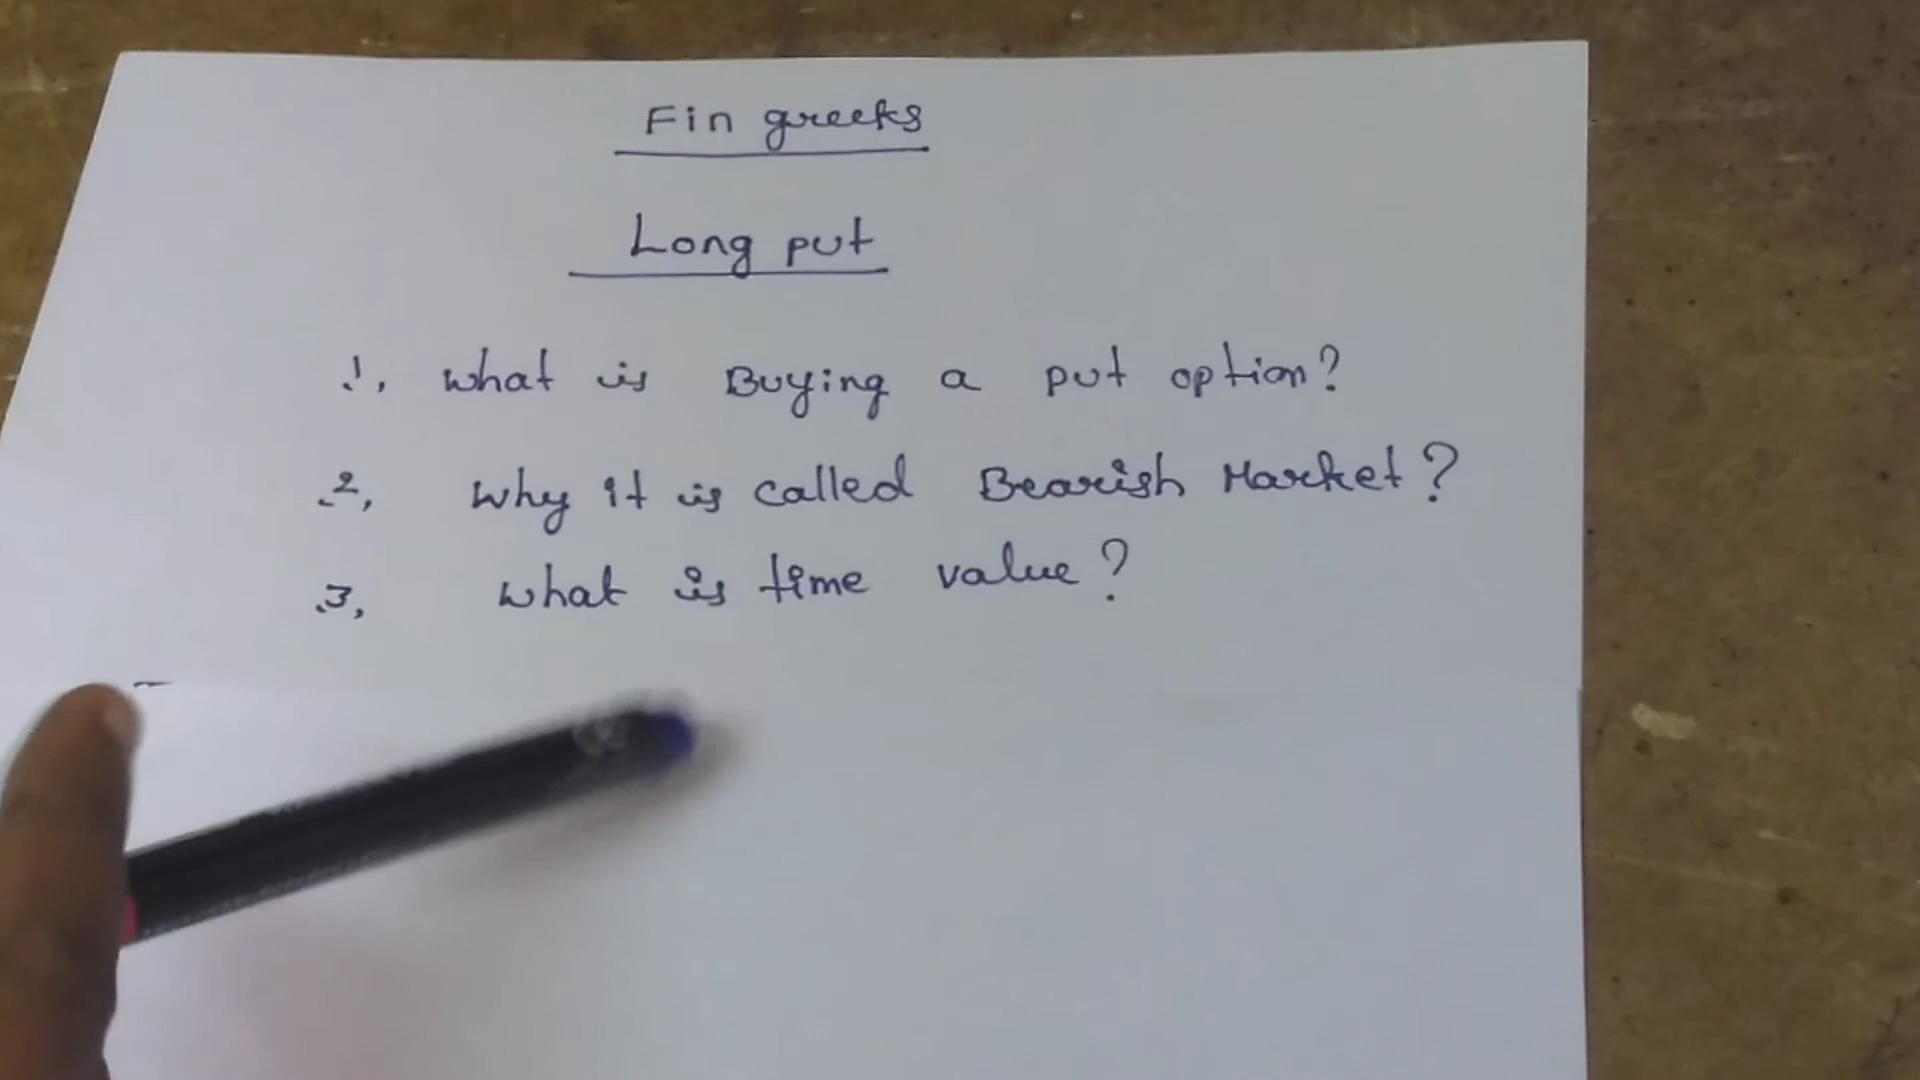 Fin greeks
Long put
1, What is Buying a put option?
2, Why it is called Bearish Market?
3, What is time value?